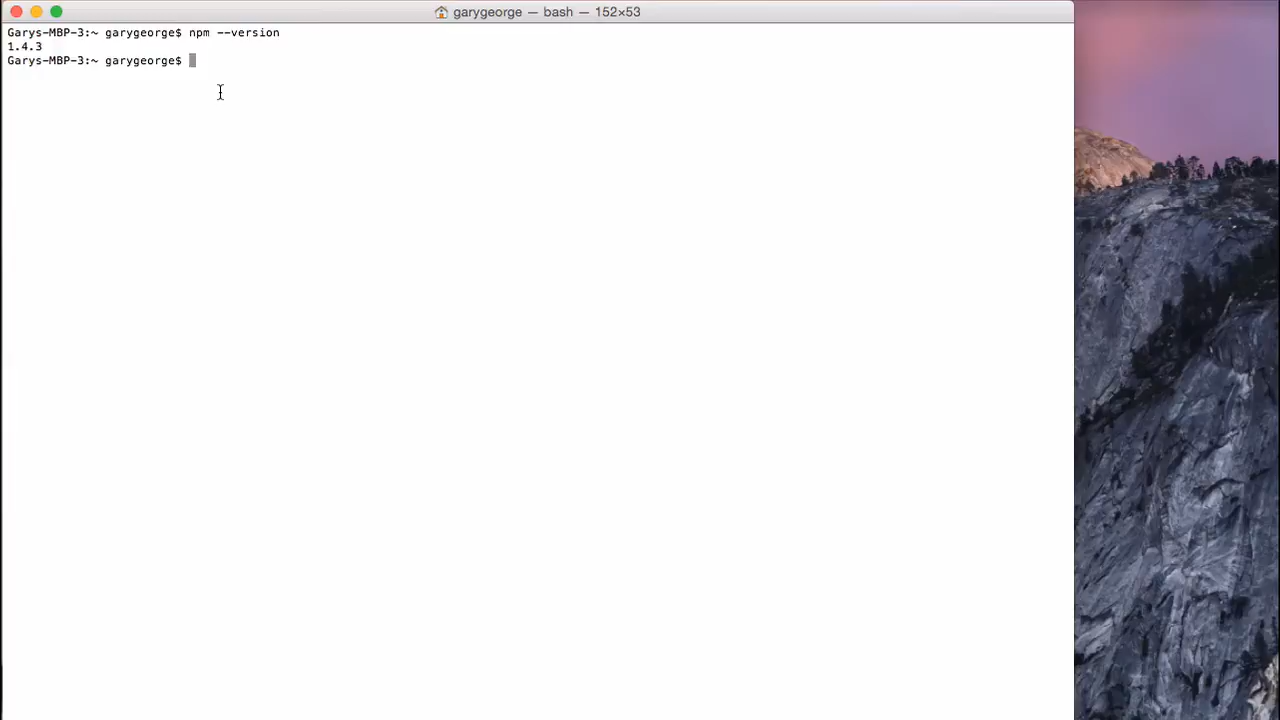 garygeorge — bash — 152×53
Garys-MBP-3:~ garygeorge$ npm --version
1.4.3
Garys-MBP-3:~ garygeorge$